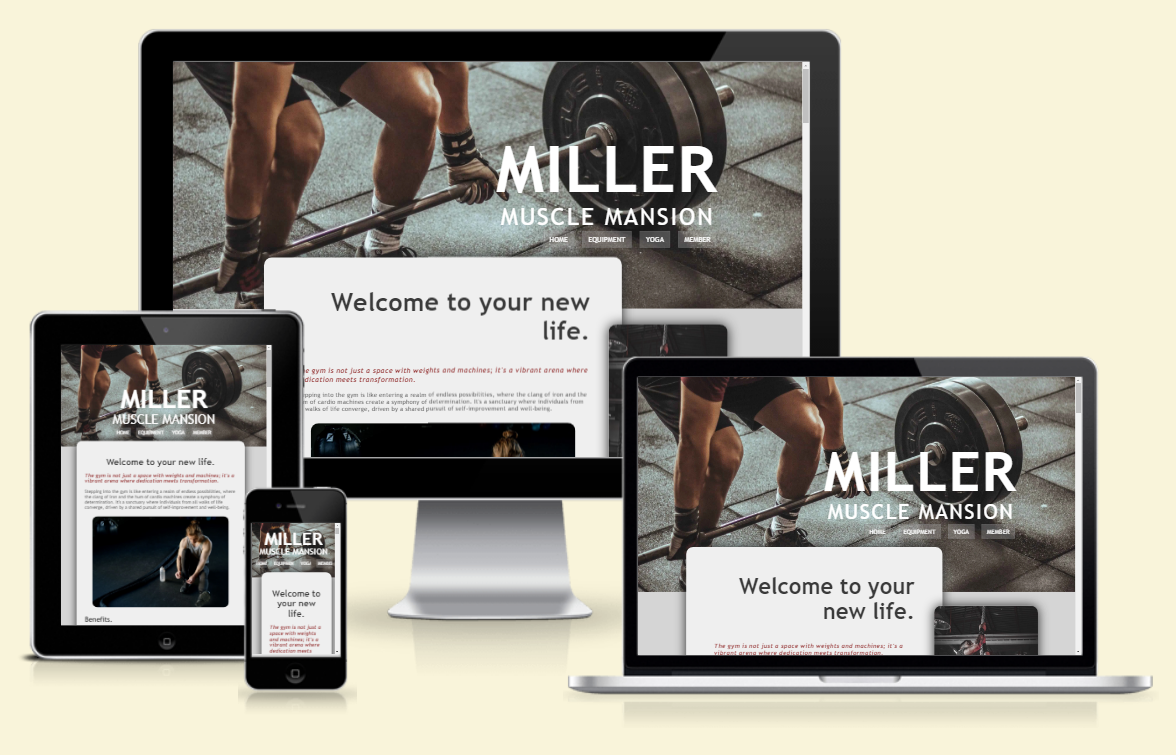 MILLER
MUSCLE MANSION
HOME EQUIPMENT YOGA MEMBER
Welcome to your new
life.
gym is not just a space with weights and machines; it's a vibrant arena where
dedication meets transformation.
into the gym is like entering a realm of endless possibilities, where the clang of iron and the
of cardio machines create a symphony of determination. It's a sanctuary where individuals from
walks of life converge, driven by a shared pursuit of self-improvement and well-being.
MILLER
MUSCLE MANSION
HOME EQUIPMENT YOGA MEMBER
Welcome to your new life.
The gym is not just a space with weights and machines; it's a
vibrant arena where dedication meets transformation.
Stepping into the gym is like entering a realm of endless possibilities, where
the clang of iron and the hum of cardio machines create a symphony of
determination. It's a sanctuary where individuals from all walks of life
converge, driven by a shared pursuit of self-improvement and well-being.
Benefits.
MILLER
MUSCLE MANSION
HOME EQUIPMENT YOGA MEMBER
Welcome to
your new
life.
The gym is not just a
space with weights
and machines; it's a
vibrant arena where
dedication meets
MILLER
MUSCLE MANSION
HOME EQUIPMENT YOGA MEMBER
Welcome to your
new life.
The gym is not just a space with weights and machines; it's a
vibrant arena where dedication meets transformation.